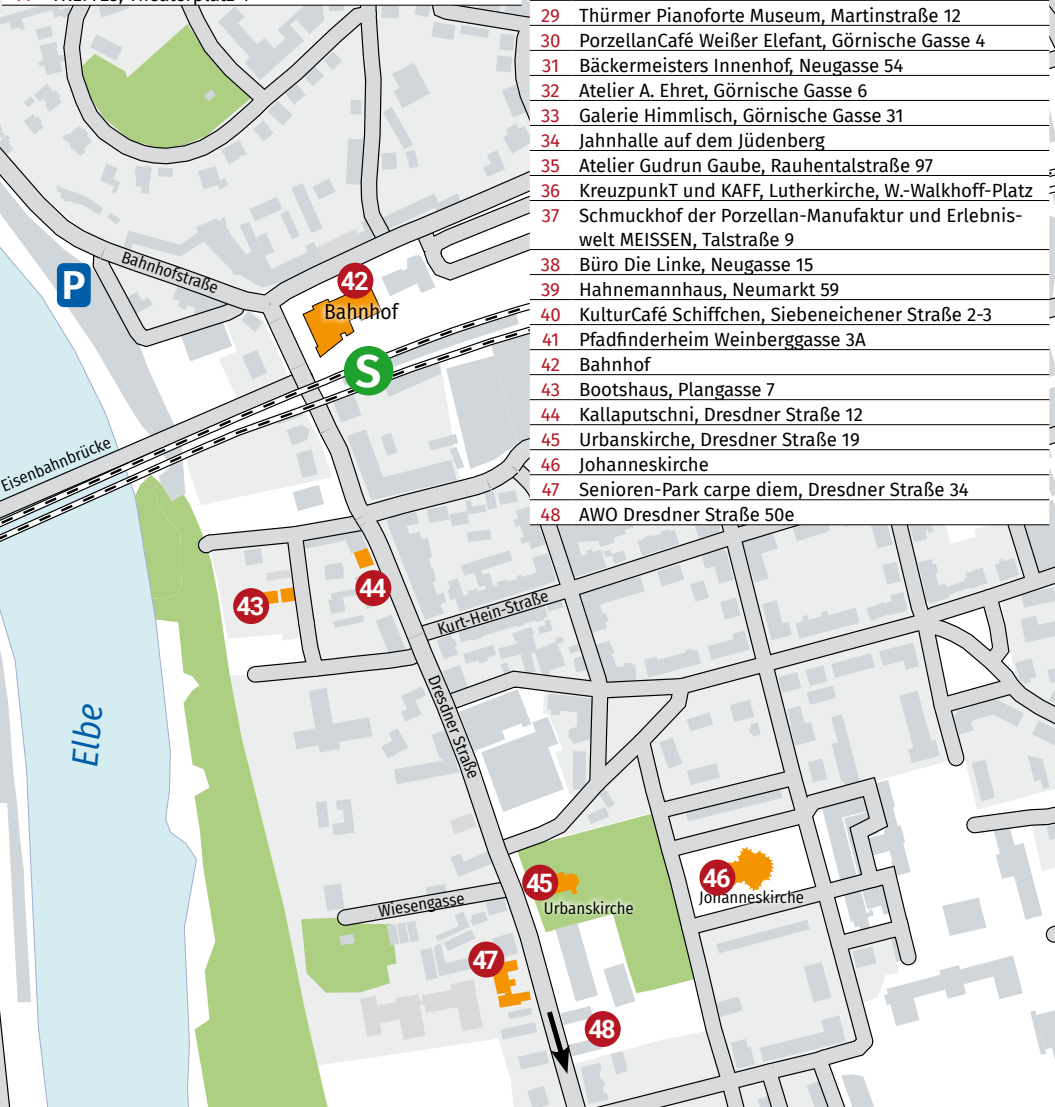 29 Thürmer Pianoforte Museum, Martinstraße 12
30 PorzellanCafé Weißer Elefant, Görnische Gasse 4
31 Bäckermeisters Innenhof, Neugasse 54
32 Atelier A. Ehret, Görnische Gasse 6
33 Galerie Himmlisch, Görnische Gasse 31
34 Jahnhalle auf dem Jüdenberg
35 Atelier Gudrun Gaube, Rauhentalstraße 97
36 KreuzpunkT und KAFF, Lutherkirche, W.-Walkhoff-Platz
37 Schmuckhof der Porzellan-Manufaktur und Erlebnis-
welt MEISSEN, Talstraße 9
38 Büro Die Linke, Neugasse 15
39 Hahnemannhaus, Neumarkt 59
40 KulturCafé Schiffchen, Siebeneichener Straße 2-3
41 Pfadfinderheim Weinberggasse 3A
42 Bahnhof
43 Bootshaus, Plangasse 7
44 Kallaputschni, Dresdner Straße 12
45 Urbanskirche, Dresdner Straße 19
46 Johanneskirche
47 Senioren-Park carpe diem, Dresdner Straße 34
48 AWO Dresdner Straße 50e
Bahnhofstraße
P
42
Bahnhof
S
Eisenbahnbrücke
44
43
Kurt-Hein-Straße
Dresdner Straße
Elbe
45
Urbanskirche
46
Johanneskirche
Wiesengasse
47
48